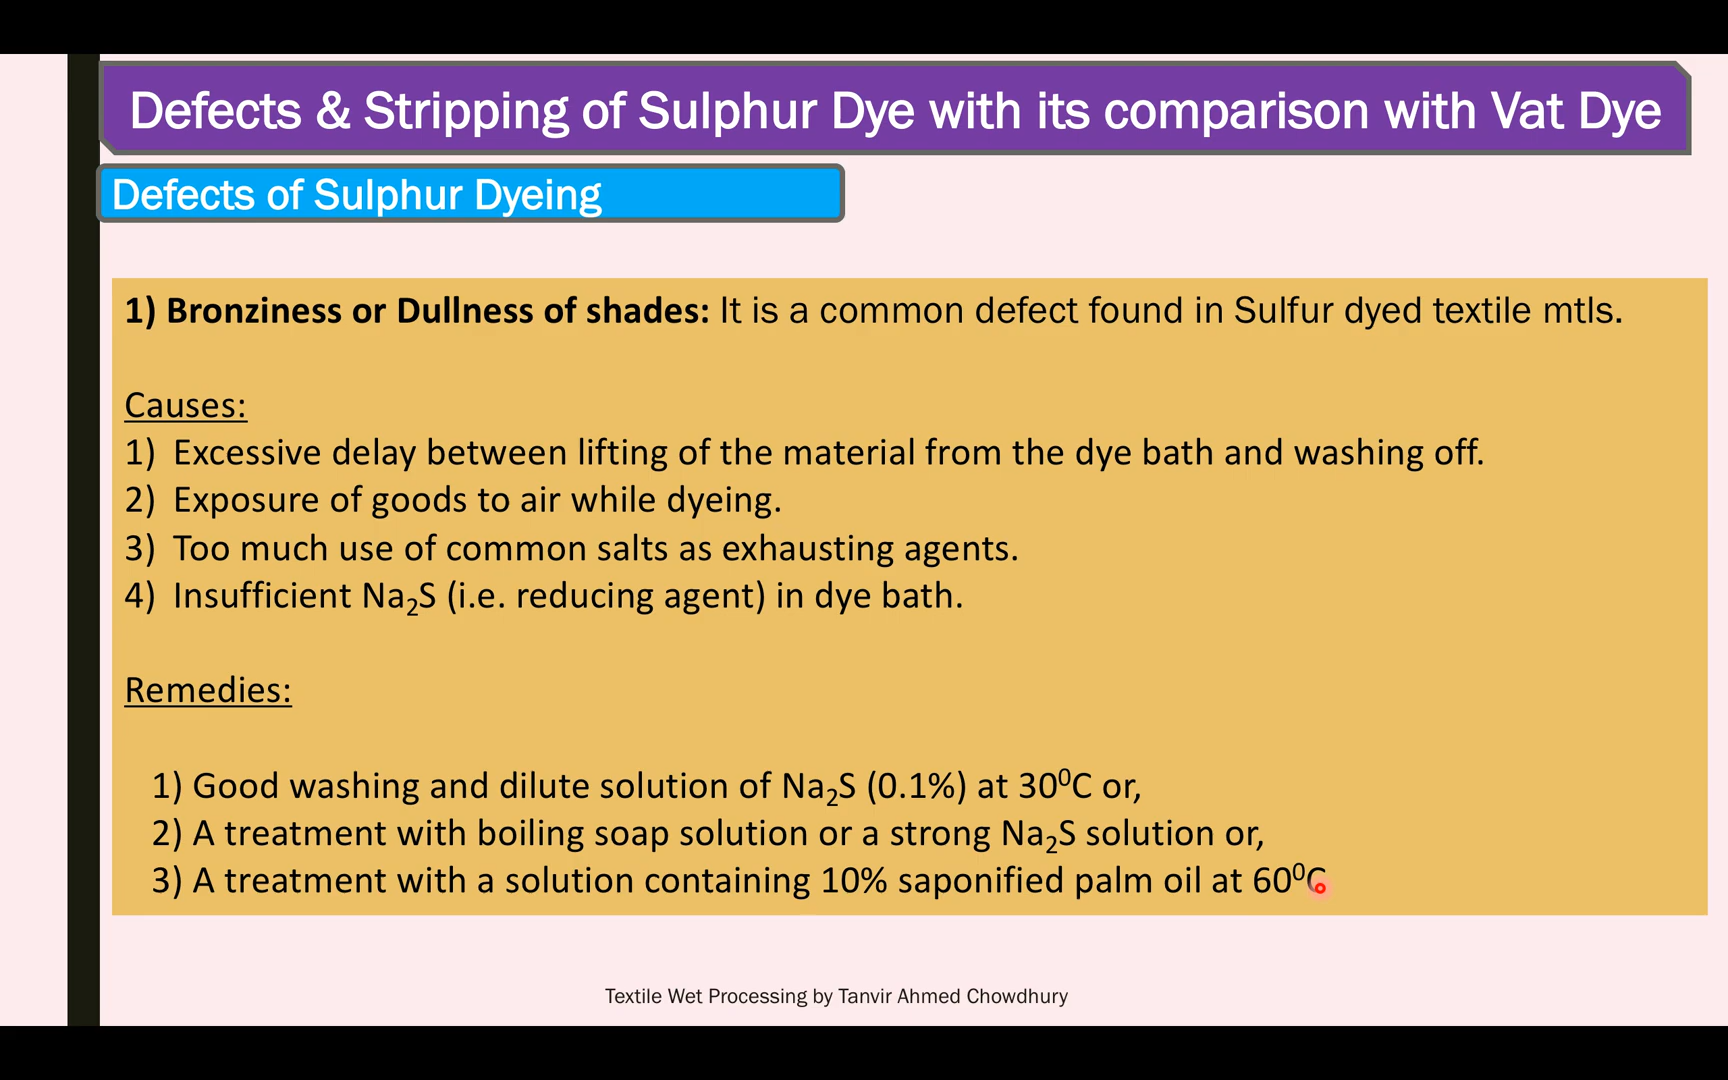 Defects & Stripping of Sulphur Dye with its comparison with Vat Dye
Defects of Sulphur Dyeing
1) Bronziness or Dullness of shades: It is a common defect found in Sulfur dyed textile mtls.
Causes:
1) Excessive delay between lifting of the material from the dye bath and washing off.
2) Exposure of goods to air while dyeing.
3) Too much use of common salts as exhausting agents.
4) Insufficient Na₂S (i.e. reducing agent) in dye bath.
Remedies:
1) Good washing and dilute solution of Na₂S (0.1%) at 30⁰C or,
2) A treatment with boiling soap solution or a strong Na₂S solution or,
3) A treatment with a solution containing 10% saponified palm oil at 60⁰C
Textile Wet Processing by Tanvir Ahmed Chowdhury